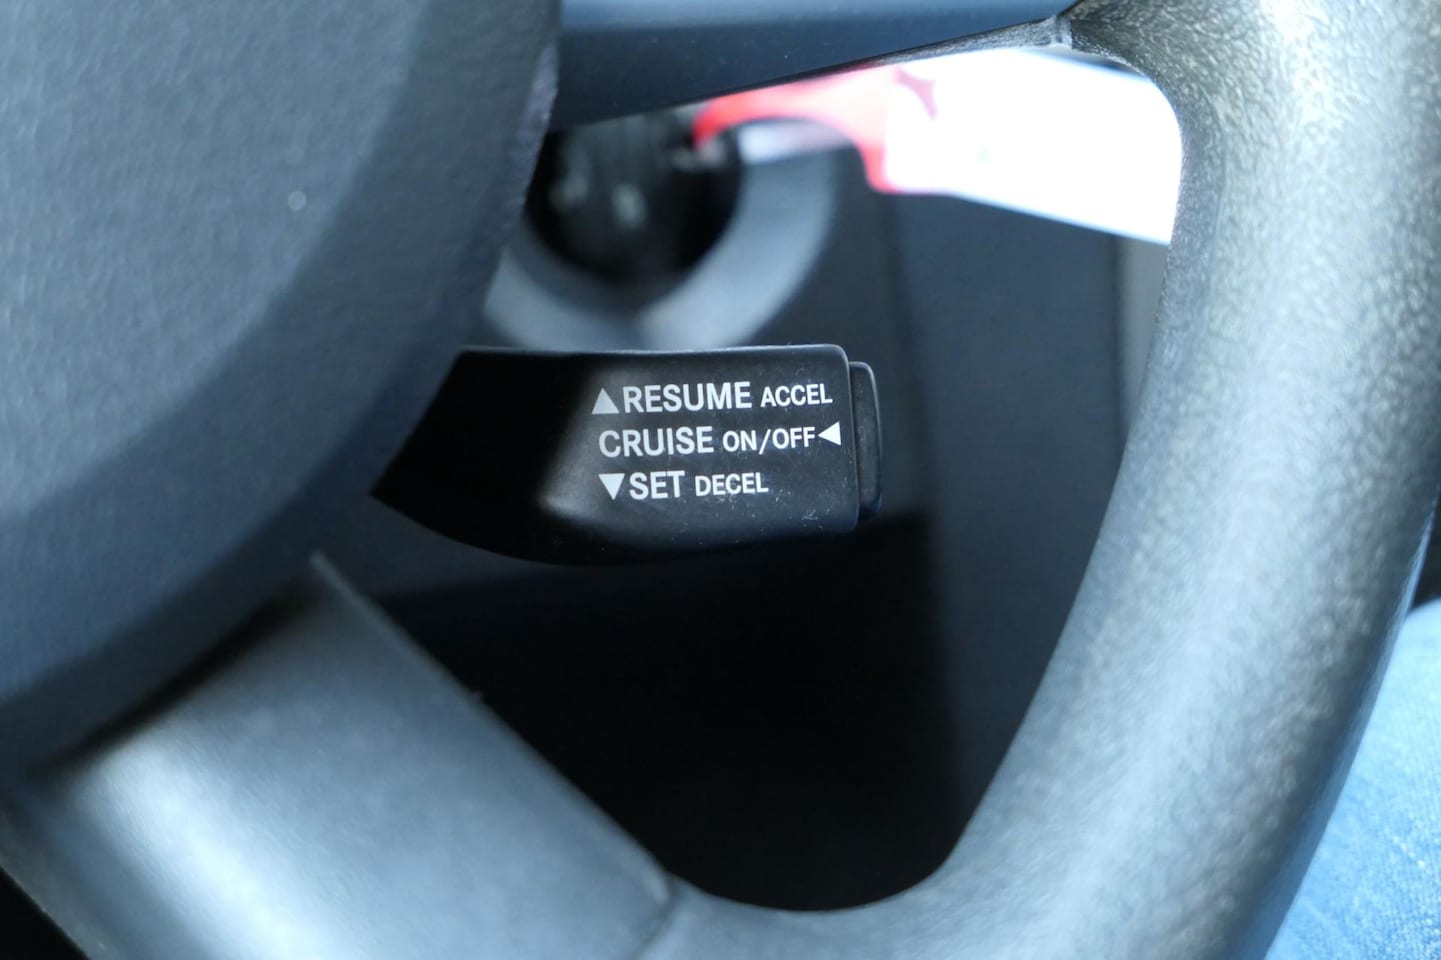 ▲RESUME ACCEL
CRUISE ON/OFF◀
▼SET DECEL